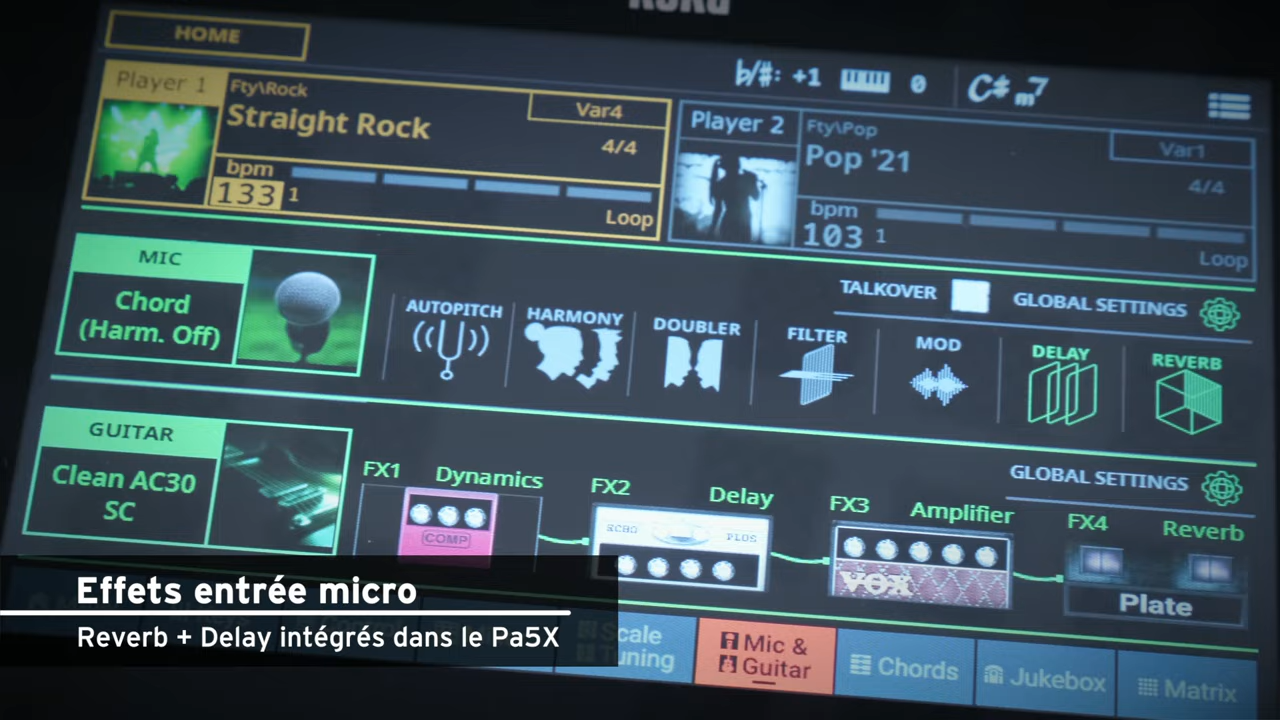 KORG
HOME
b/#: +1 0 C#m7
Player 1
Fty\Rock
Straight Rock
Var4
4/4
bpm
133 1
Loop
Player 2
Fty\Pop
Pop '21
Var1
4/4
bpm
103 1
Loop
MIC
Chord
(Harm. Off)
TALKOVER
GLOBAL SETTINGS
AUTOPITCH
HARMONY
DOUBLER
FILTER
MOD
DELAY
REVERB
GUITAR
Clean AC30
SC
GLOBAL SETTINGS
FX1 Dynamics
COMP
FX2 Delay
ECHO PLUS
FX3 Amplifier
VOX
FX4 Reverb
Plate
Effets entrée micro
Reverb + Delay intégrés dans le Pa5X
Scale
Tuning
Mic &
Guitar
Chords
Jukebox
Matrix